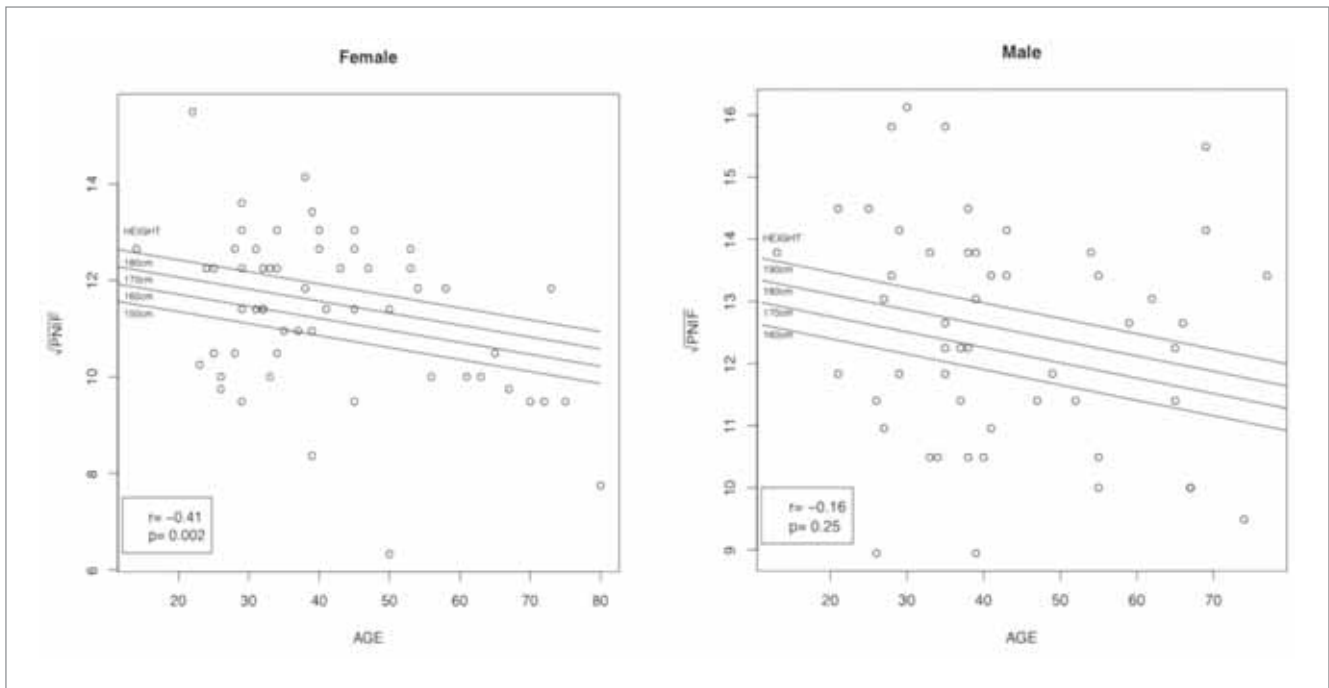 Female
14
12
10
8
6
√PNIF
HEIGHT
180cm
170cm
160cm
150cm
r= −0.41
p= 0.002
20
30
40
50
60
70
80
AGE
Male
16
15
14
13
12
11
10
9
√PNIF
HEIGHT
190cm
180cm
170cm
160cm
r= −0.16
p= 0.25
20
30
40
50
60
70
AGE